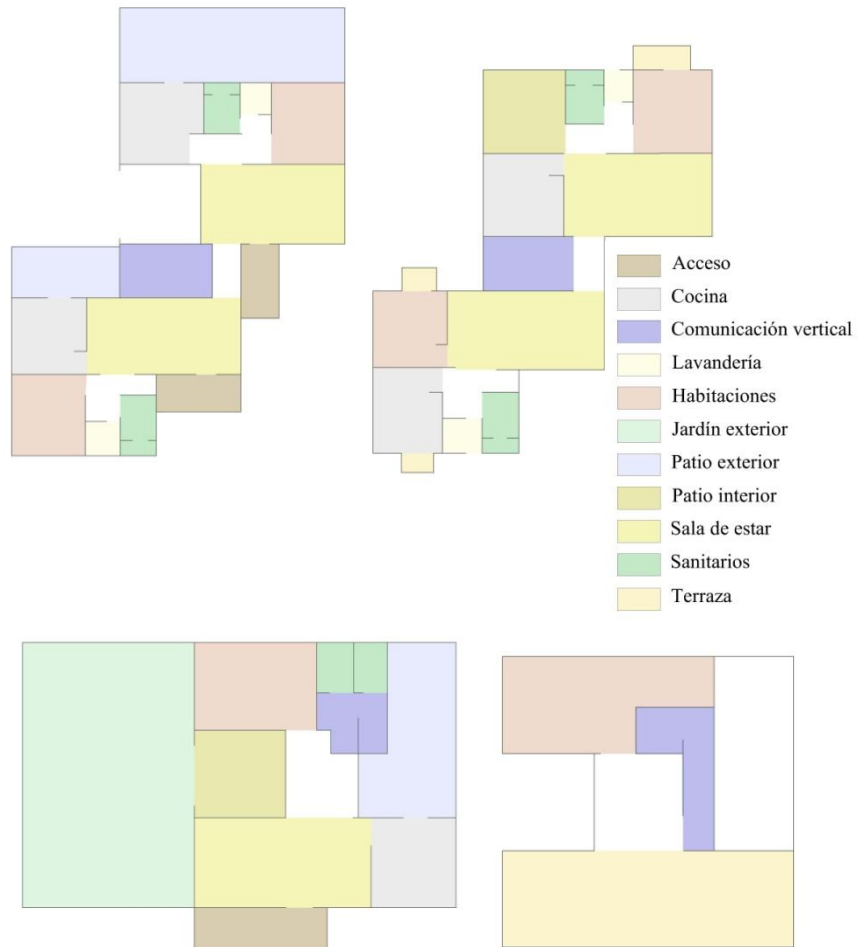 Acceso
Cocina
Comunicación vertical
Lavandería
Habitaciones
Jardín exterior
Patio exterior
Patio interior
Sala de estar
Sanitarios
Terraza